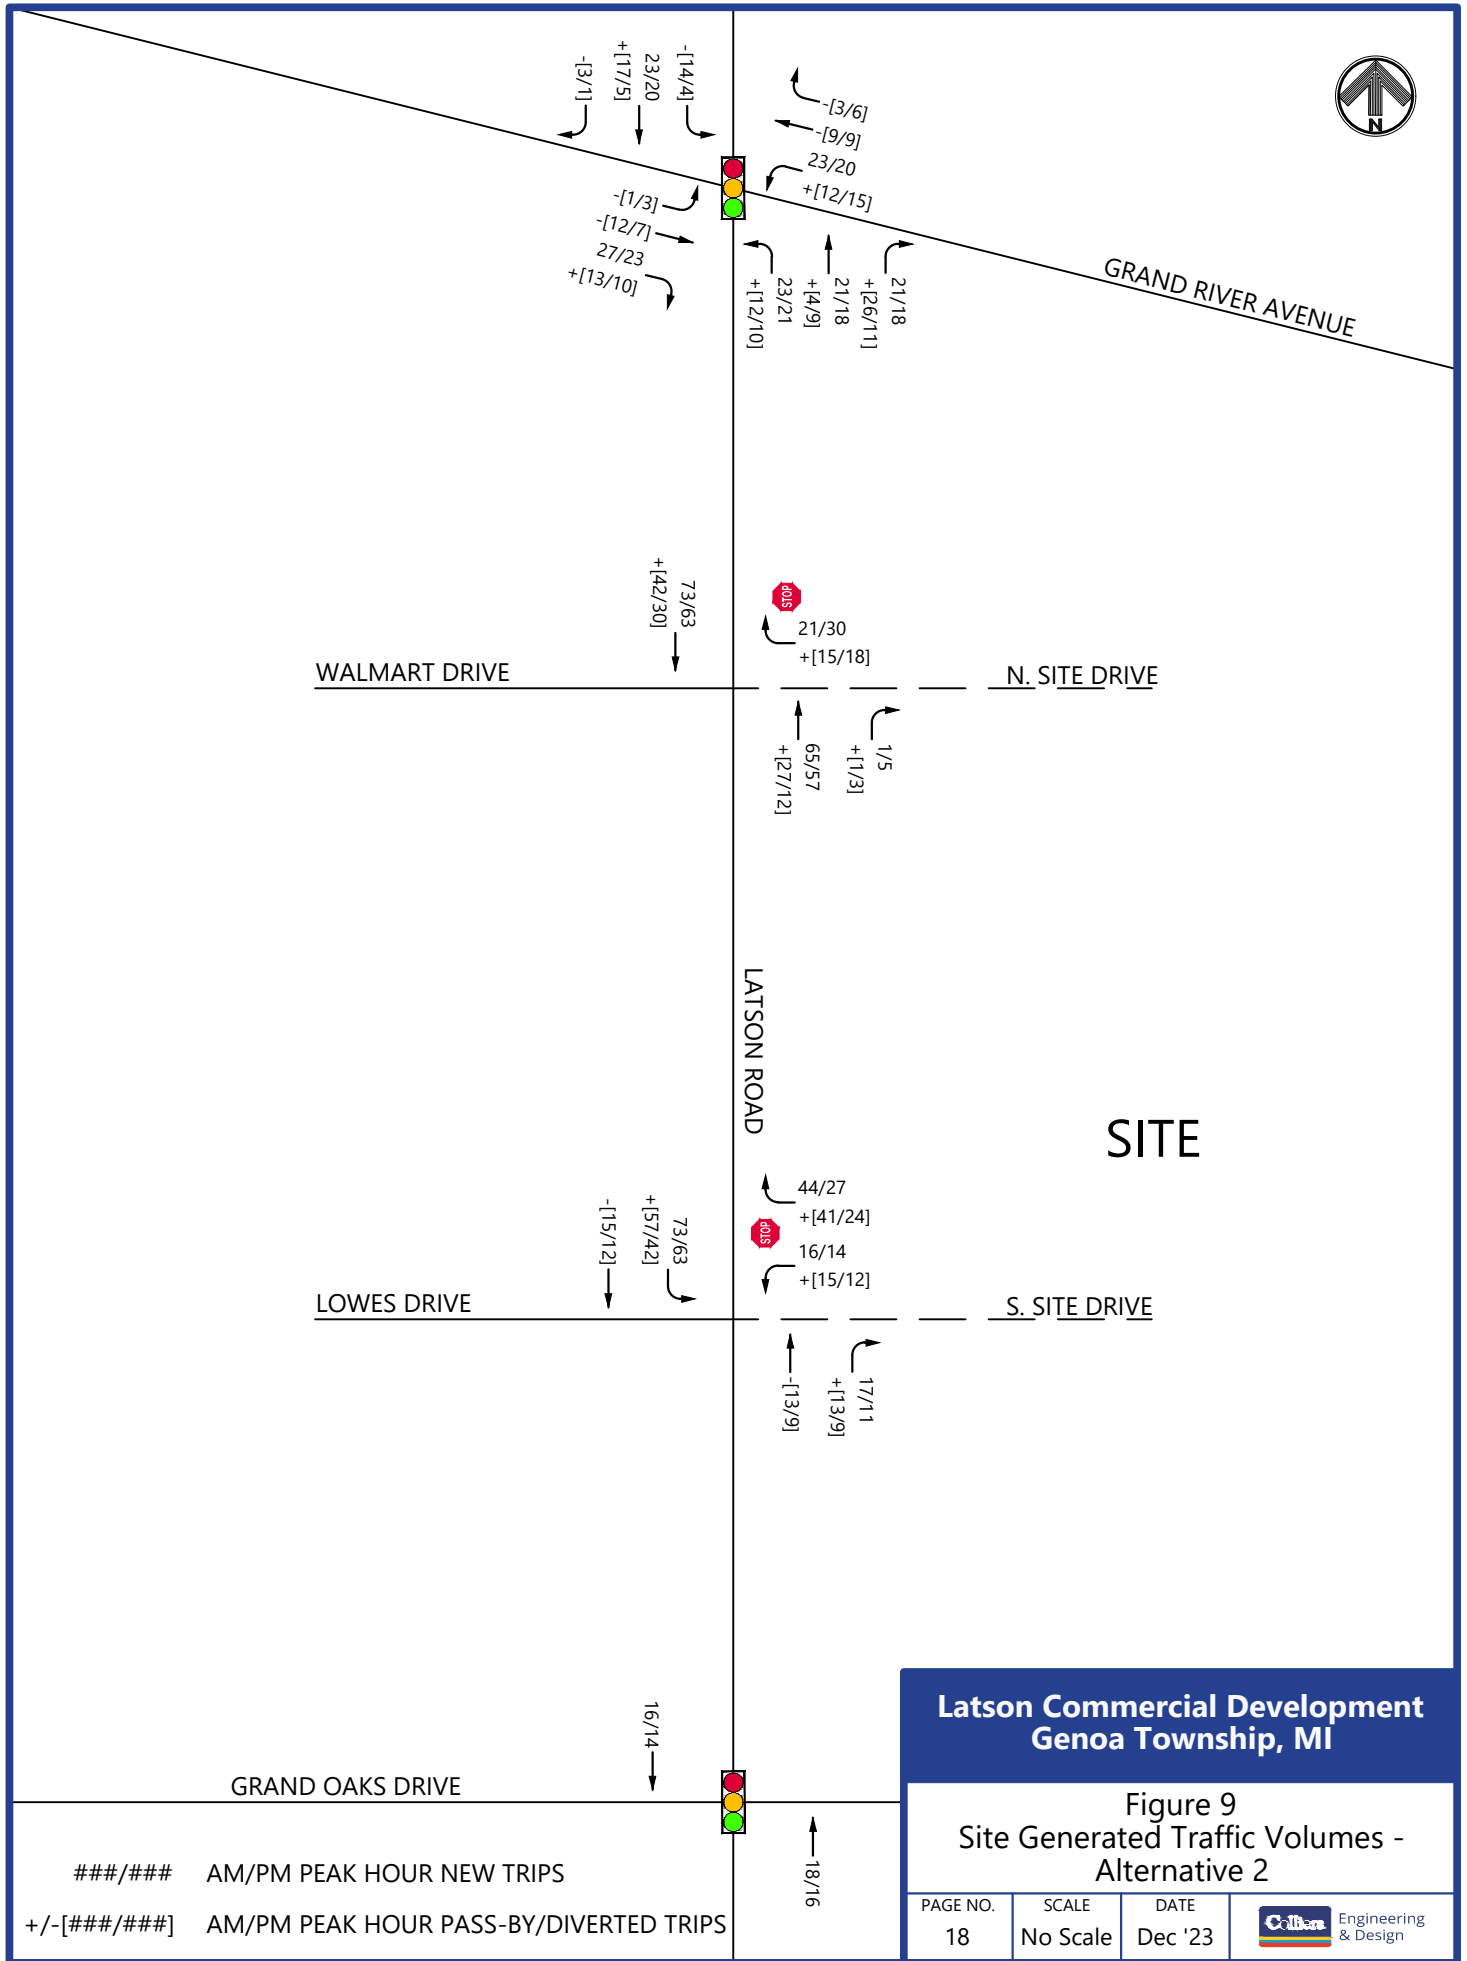 -[3/1]
23/20
+[17/5]
-[14/4]
-[3/6]
-[9/9]
23/20
+[12/15]
N
-[1/3]
-[12/7]
27/23
+[13/10]
23/21
+[12/10]
21/18
+[4/9]
21/18
+[26/11]
GRAND RIVER AVENUE
73/63
+[42/30]
STOP
21/30
+[15/18]
WALMART DRIVE
N. SITE DRIVE
65/57
+[27/12]
1/5
+[1/3]
LATSON ROAD
SITE
-[15/12]
73/63
+[57/42]
44/27
+[41/24]
STOP
16/14
+[15/12]
LOWES DRIVE
S. SITE DRIVE
-[13/9]
17/11
+[13/9]
16/14
GRAND OAKS DRIVE
18/16
###/### AM/PM PEAK HOUR NEW TRIPS
+/-[###/###] AM/PM PEAK HOUR PASS-BY/DIVERTED TRIPS
Latson Commercial Development
Genoa Township, MI
Figure 9
Site Generated Traffic Volumes -
Alternative 2
PAGE NO.
18
SCALE
No Scale
DATE
Dec '23
Colliers
Engineering
& Design